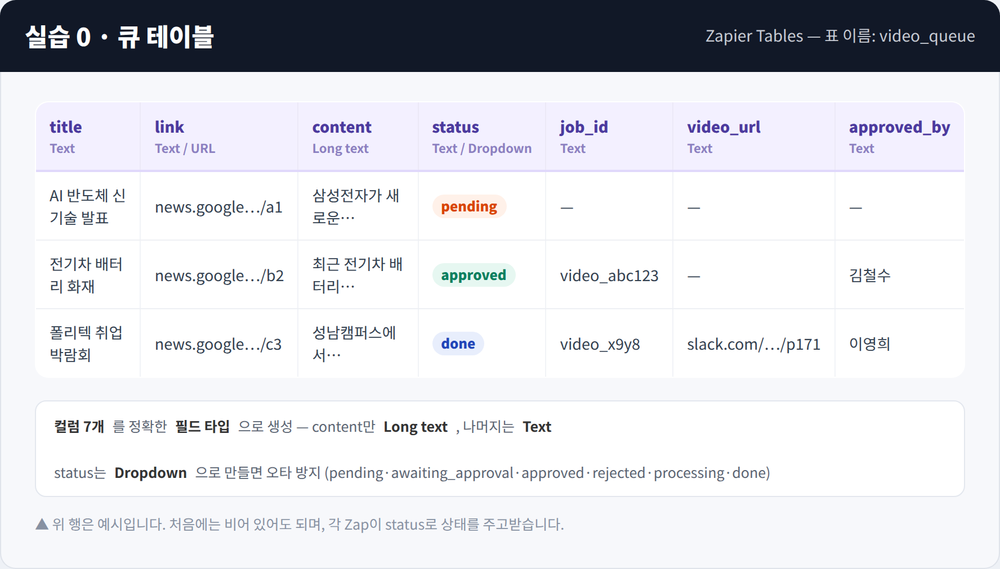 실습 0 · 큐 테이블
Zapier Tables — 표 이름: video_queue
title link content status job_id video_url approved_by
Text Text / URL Long text Text / Dropdown Text Text Text
AI 반도체 신 삼성전자가 새
news.google…/a1 pending — — —
기술 발표 로운…
전기차 배터 최근 전기차 배
news.google…/b2 approved video_abc123 — 김철수
리 화재 터리…
폴리텍 취업 성남캠퍼스에
news.google…/c3 done video_x9y8 slack.com/…/p171 이영희
박람회 서…
컬럼 7개 를 정확한 필드 타입 으로 생성 — content만 Long text , 나머지는 Text
status는 Dropdown 으로 만들면 오타 방지 (pending·awaiting_approval·approved·rejected·processing·done)
▲ 위 행은 예시입니다. 처음에는 비어 있어도 되며, 각 Zap이 status로 상태를 주고받습니다.